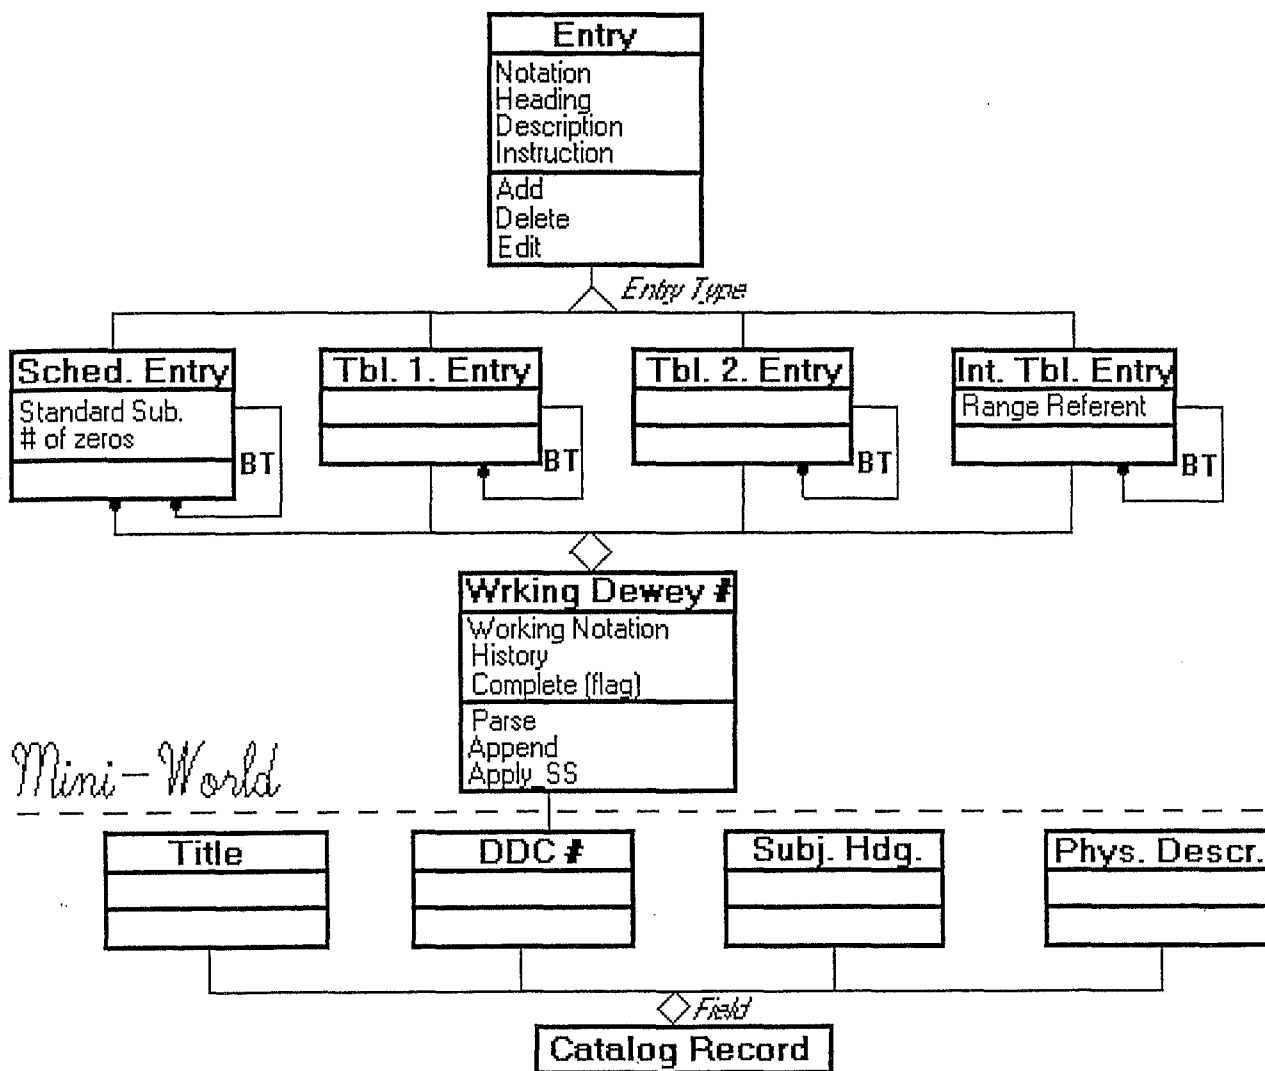 Entry
Notation
Heading
Description
Instruction
Add
Delete
Edit
Entry Type
Sched. Entry
Standard Sub.
# of zeros
BT
Tbl. 1. Entry
BT
Tbl. 2. Entry
BT
Int. Tbl. Entry
Range Referent
BT
Wrking Dewey #
Working Notation
History
Complete (flag)
Parse
Append
Apply_SS
Mini-World
Title
DDC #
Subj. Hdg.
Phys. Descr.
Field
Catalog Record